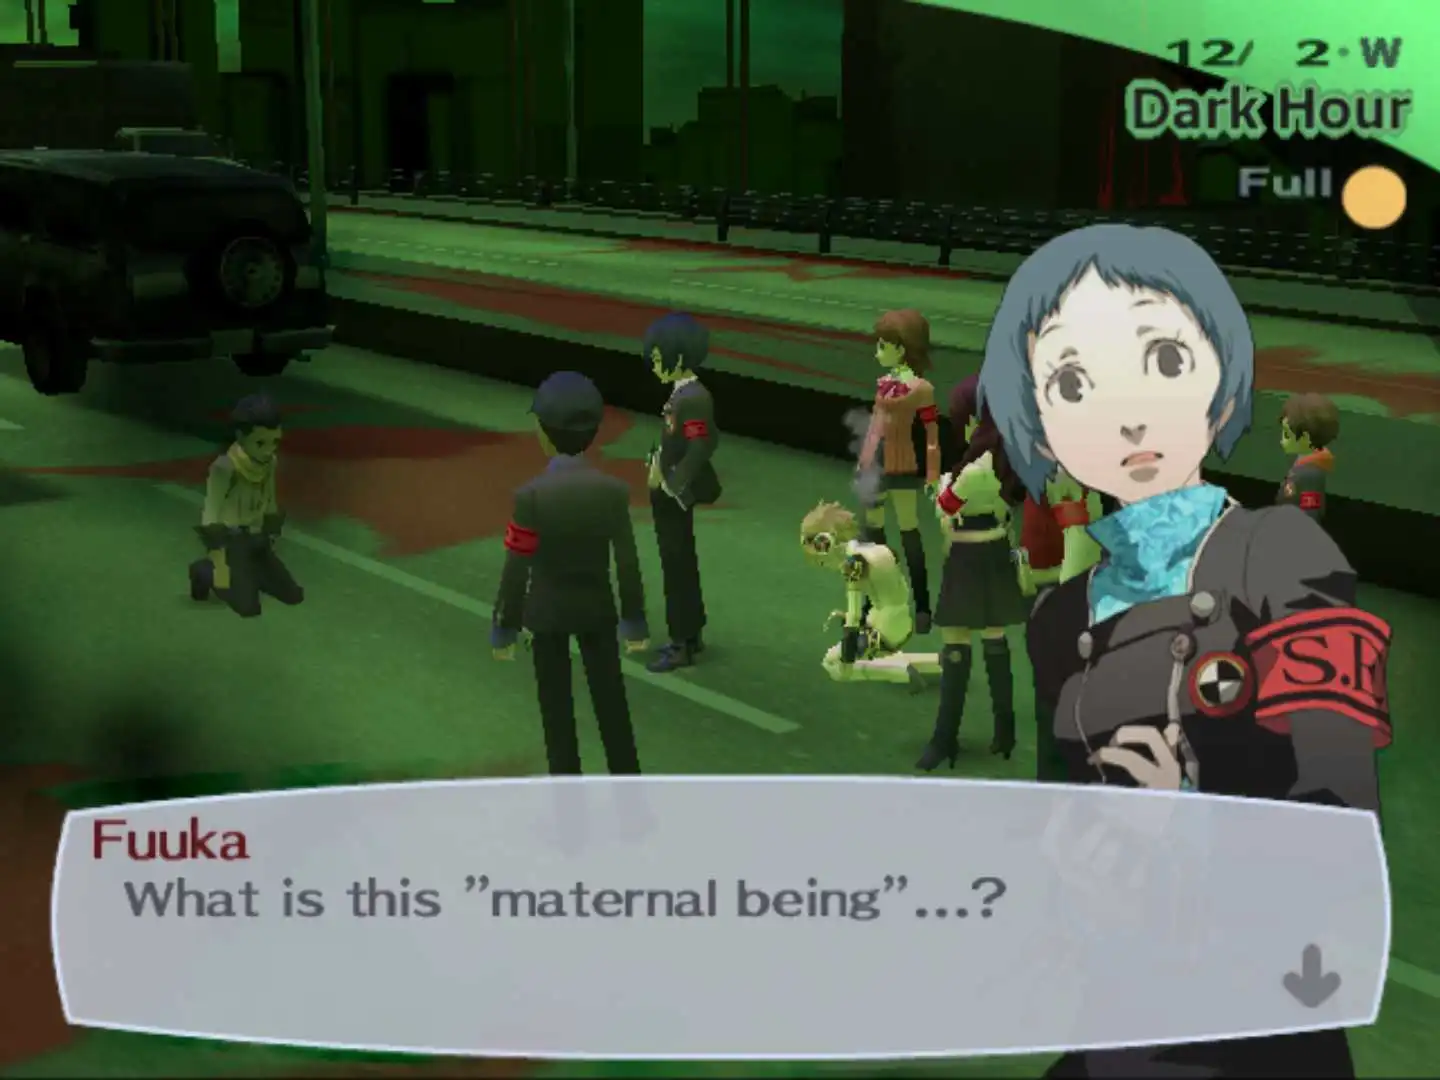 12/ 2・W
Dark Hour
Full
S.E
Fuuka
What is this ”maternal being”...?